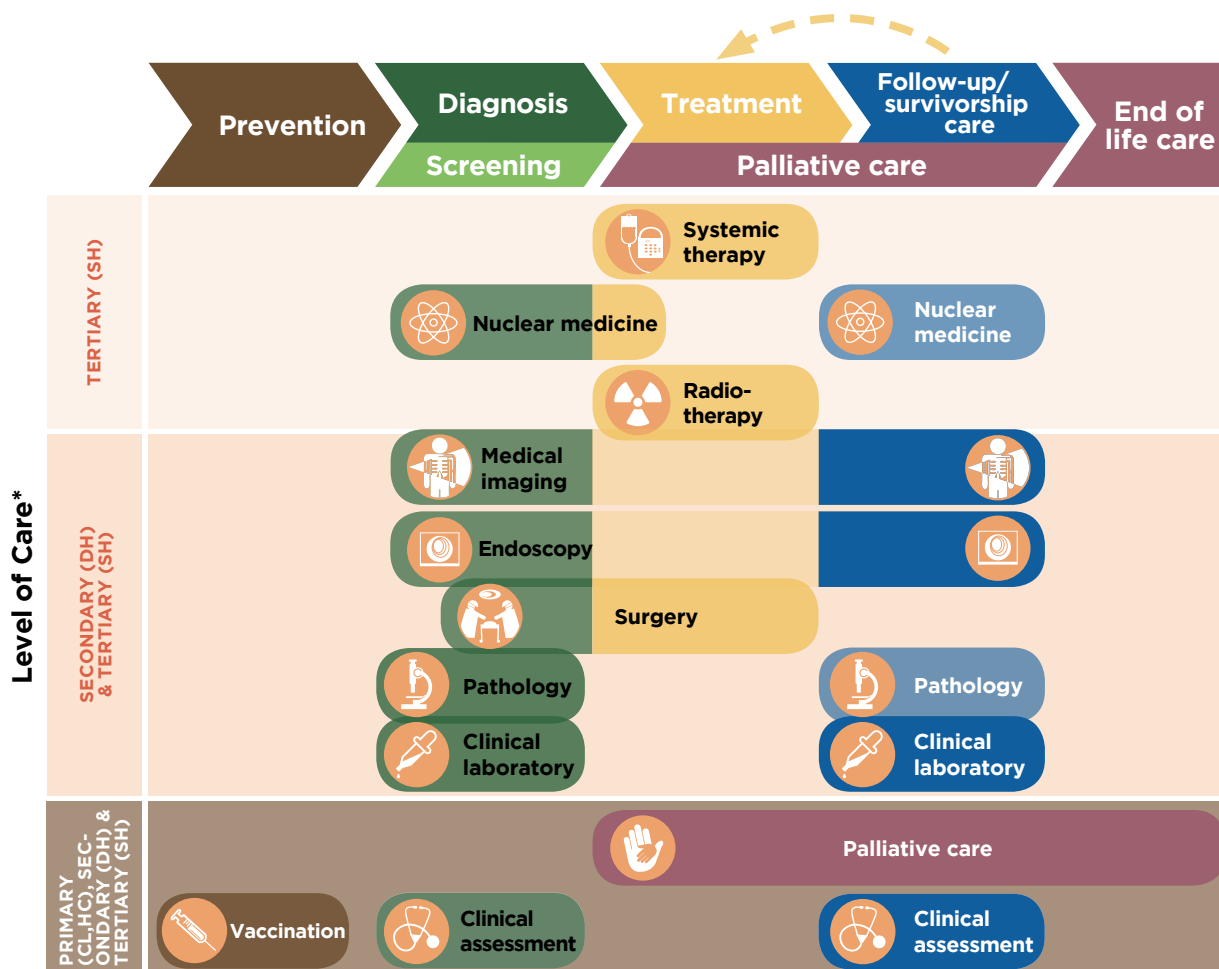 Prevention
Diagnosis
Screening
Treatment
Follow-up/
survivorship
care
Palliative care
End of
life care
Level of Care*
TERTIARY (SH)
Systemic
therapy
Nuclear medicine
Nuclear
medicine
Radio-
therapy
SECONDARY (DH)
& TERTIARY (SH)
Medical
imaging
Endoscopy
Surgery
Pathology
Pathology
Clinical
laboratory
Clinical
laboratory
PRIMARY
(CL,HC), SEC-
ONDARY (DH) &
TERTIARY (SH)
Palliative care
Vaccination
Clinical
assessment
Clinical
assessment